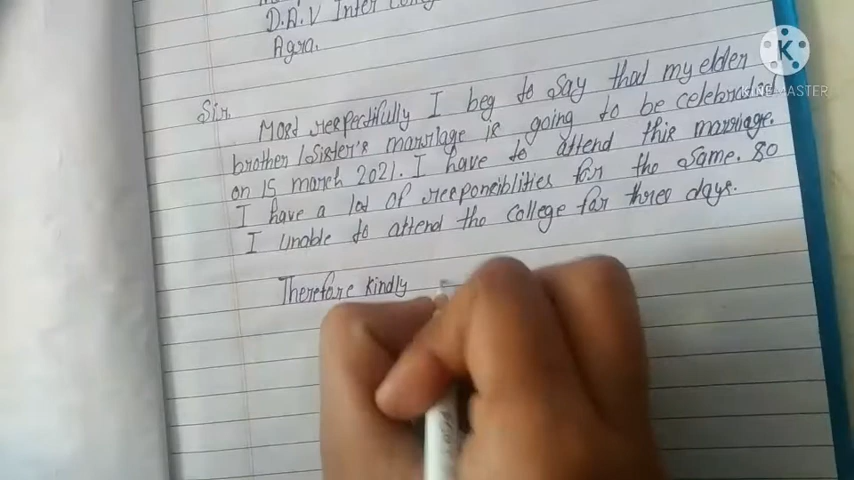 D.A.V Inter
Agra.
Sir.
Most respectfully I beg to say that my elder
brother / sister's marriage is going to be celebrated
on 15 march 2021. I have to attend this marriage.
I have a lot of responciblities for the same. so
I unable to attend the college for three days.
Therefore kindly
K
KINEMASTER